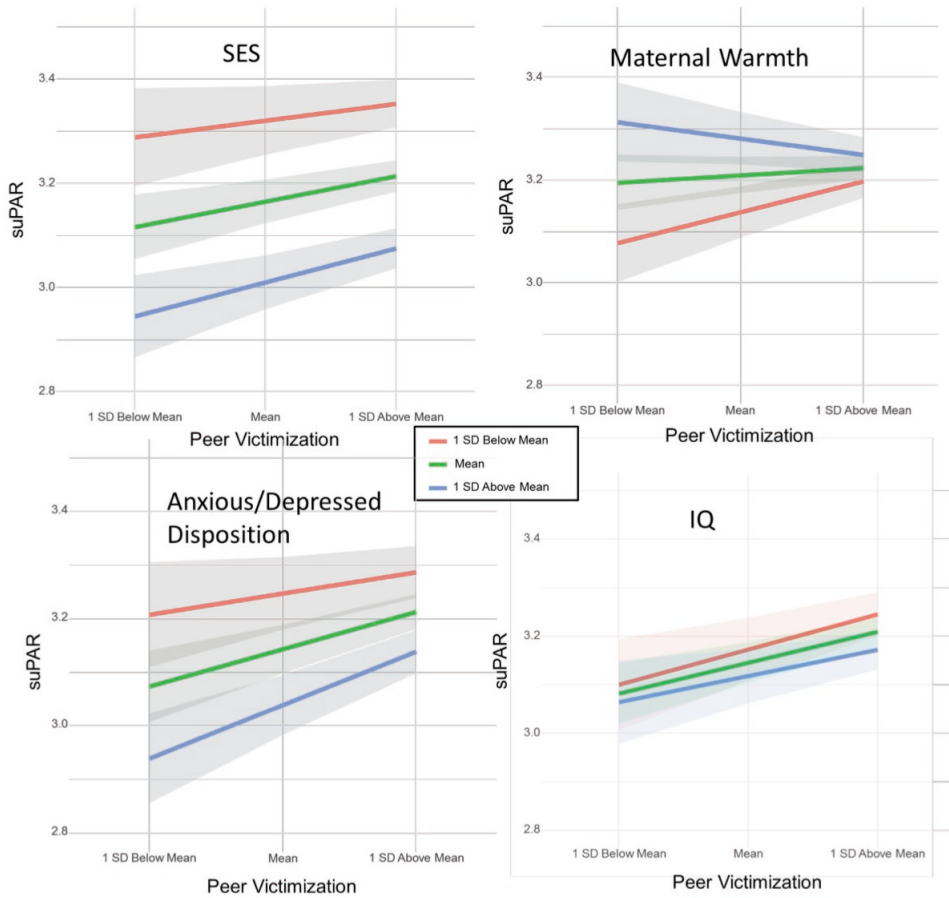 SES
3.4
3.2
3.0
2.8
suPAR
1 SD Below Mean
Mean
1 SD Above Mean
Peer Victimization
Maternal Warmth
3.4
3.2
3.0
2.8
suPAR
1 SD Below Mean
Mean
1 SD Above Mean
Peer Victimization
1 SD Below Mean
Mean
1 SD Above Mean
Anxious/Depressed
Disposition
3.4
3.2
3.0
2.8
suPAR
1 SD Below Mean
Mean
1 SD Above Mean
Peer Victimization
IQ
3.4
3.2
3.0
2.8
suPAR
1 SD Below Mean
Mean
1 SD Above Mean
Peer Victimization